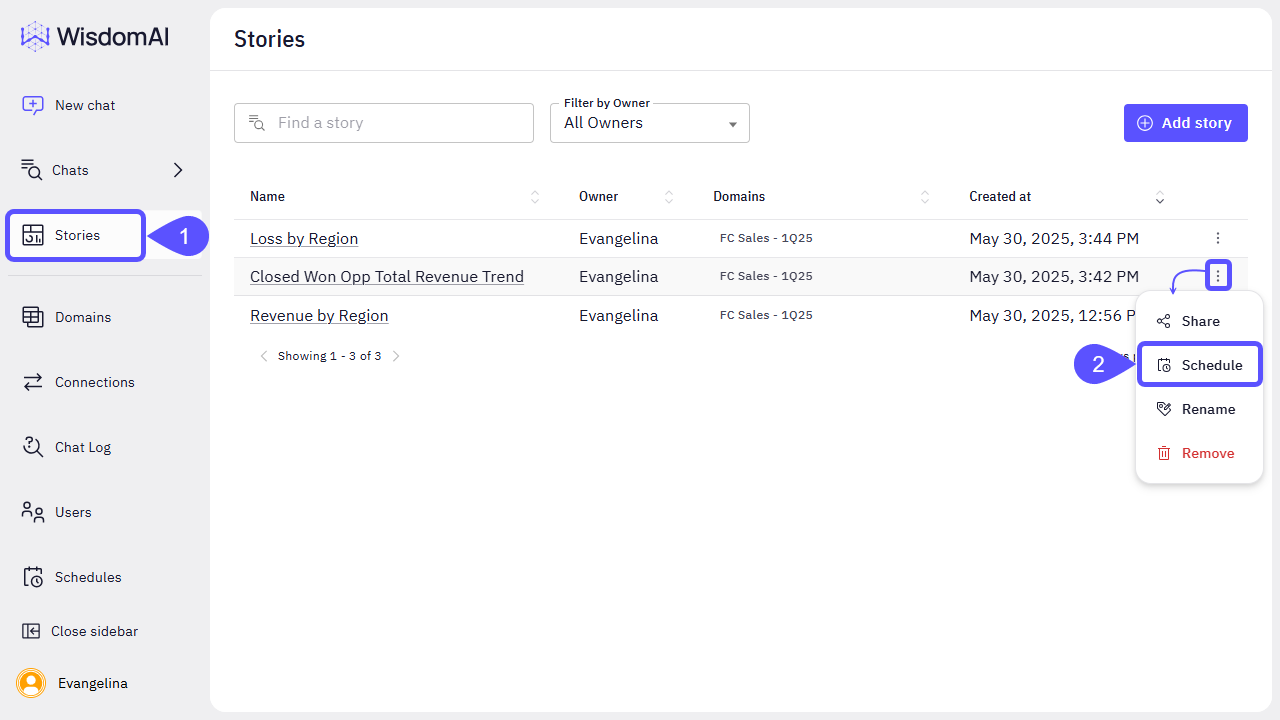 WisdomAI
New chat
Chats
Stories
1
Domains
Connections
Chat Log
Users
Schedules
Close sidebar
Evangelina
Stories
Find a story
Filter by Owner
All Owners
Add story
Name Owner Domains Created at
Loss by Region Evangelina FC Sales - 1Q25 May 30, 2025, 3:44 PM
Closed Won Opp Total Revenue Trend Evangelina FC Sales - 1Q25 May 30, 2025, 3:42 PM
Revenue by Region Evangelina FC Sales - 1Q25 May 30, 2025, 12:56 P
Showing 1 - 3 of 3
Share
2
Schedule
Rename
Remove